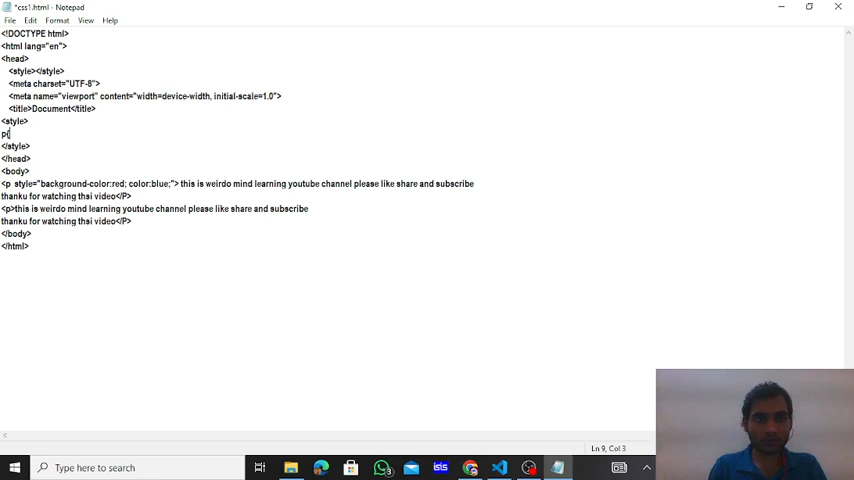 *css1.html - Notepad
File Edit Format View Help
<!DOCTYPE html>
<html lang="en">
<head>
<style></style>
<meta charset="UTF-8">
<meta name="viewport" content="width=device-width, initial-scale=1.0">
<title>Document</title>
<style>
p{
</style>
</head>
<body>
<p style="background-color:red; color:blue;"> this is weirdo mind learning youtube channel please like share and subscribe
thanku for watching thsi video</P>
<p>this is weirdo mind learning youtube channel please like share and subscribe
thanku for watching thsi video</P>
</body>
</html>
Ln 9, Col 3
Type here to search
3
isis